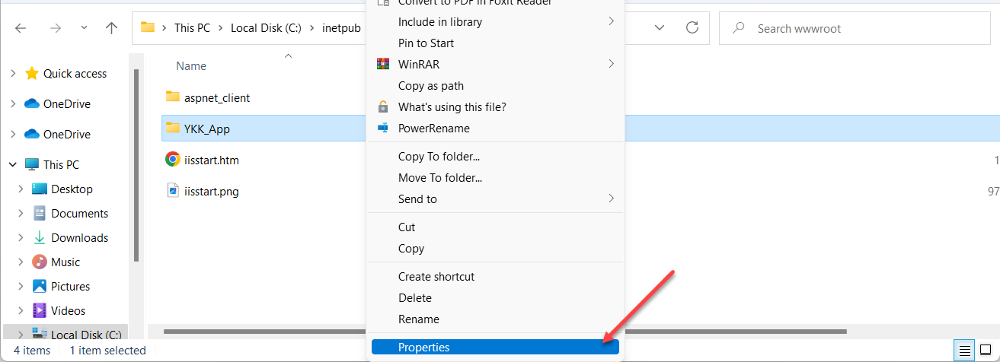 Convert to PDF in Foxit Reader
This PC
Local Disk (C:)
inetpub
Search wwwroot
Include in library
Pin to Start
WinRAR
Copy as path
What's using this file?
PowerRename
Copy To folder...
Move To folder...
Send to
Cut
Copy
Create shortcut
Delete
Rename
Properties
Quick access
OneDrive
OneDrive
This PC
Desktop
Documents
Downloads
Music
Pictures
Videos
Local Disk (C:)
Name
aspnet_client
YKK_App
iisstart.htm
1
iisstart.png
97
4 items
1 item selected